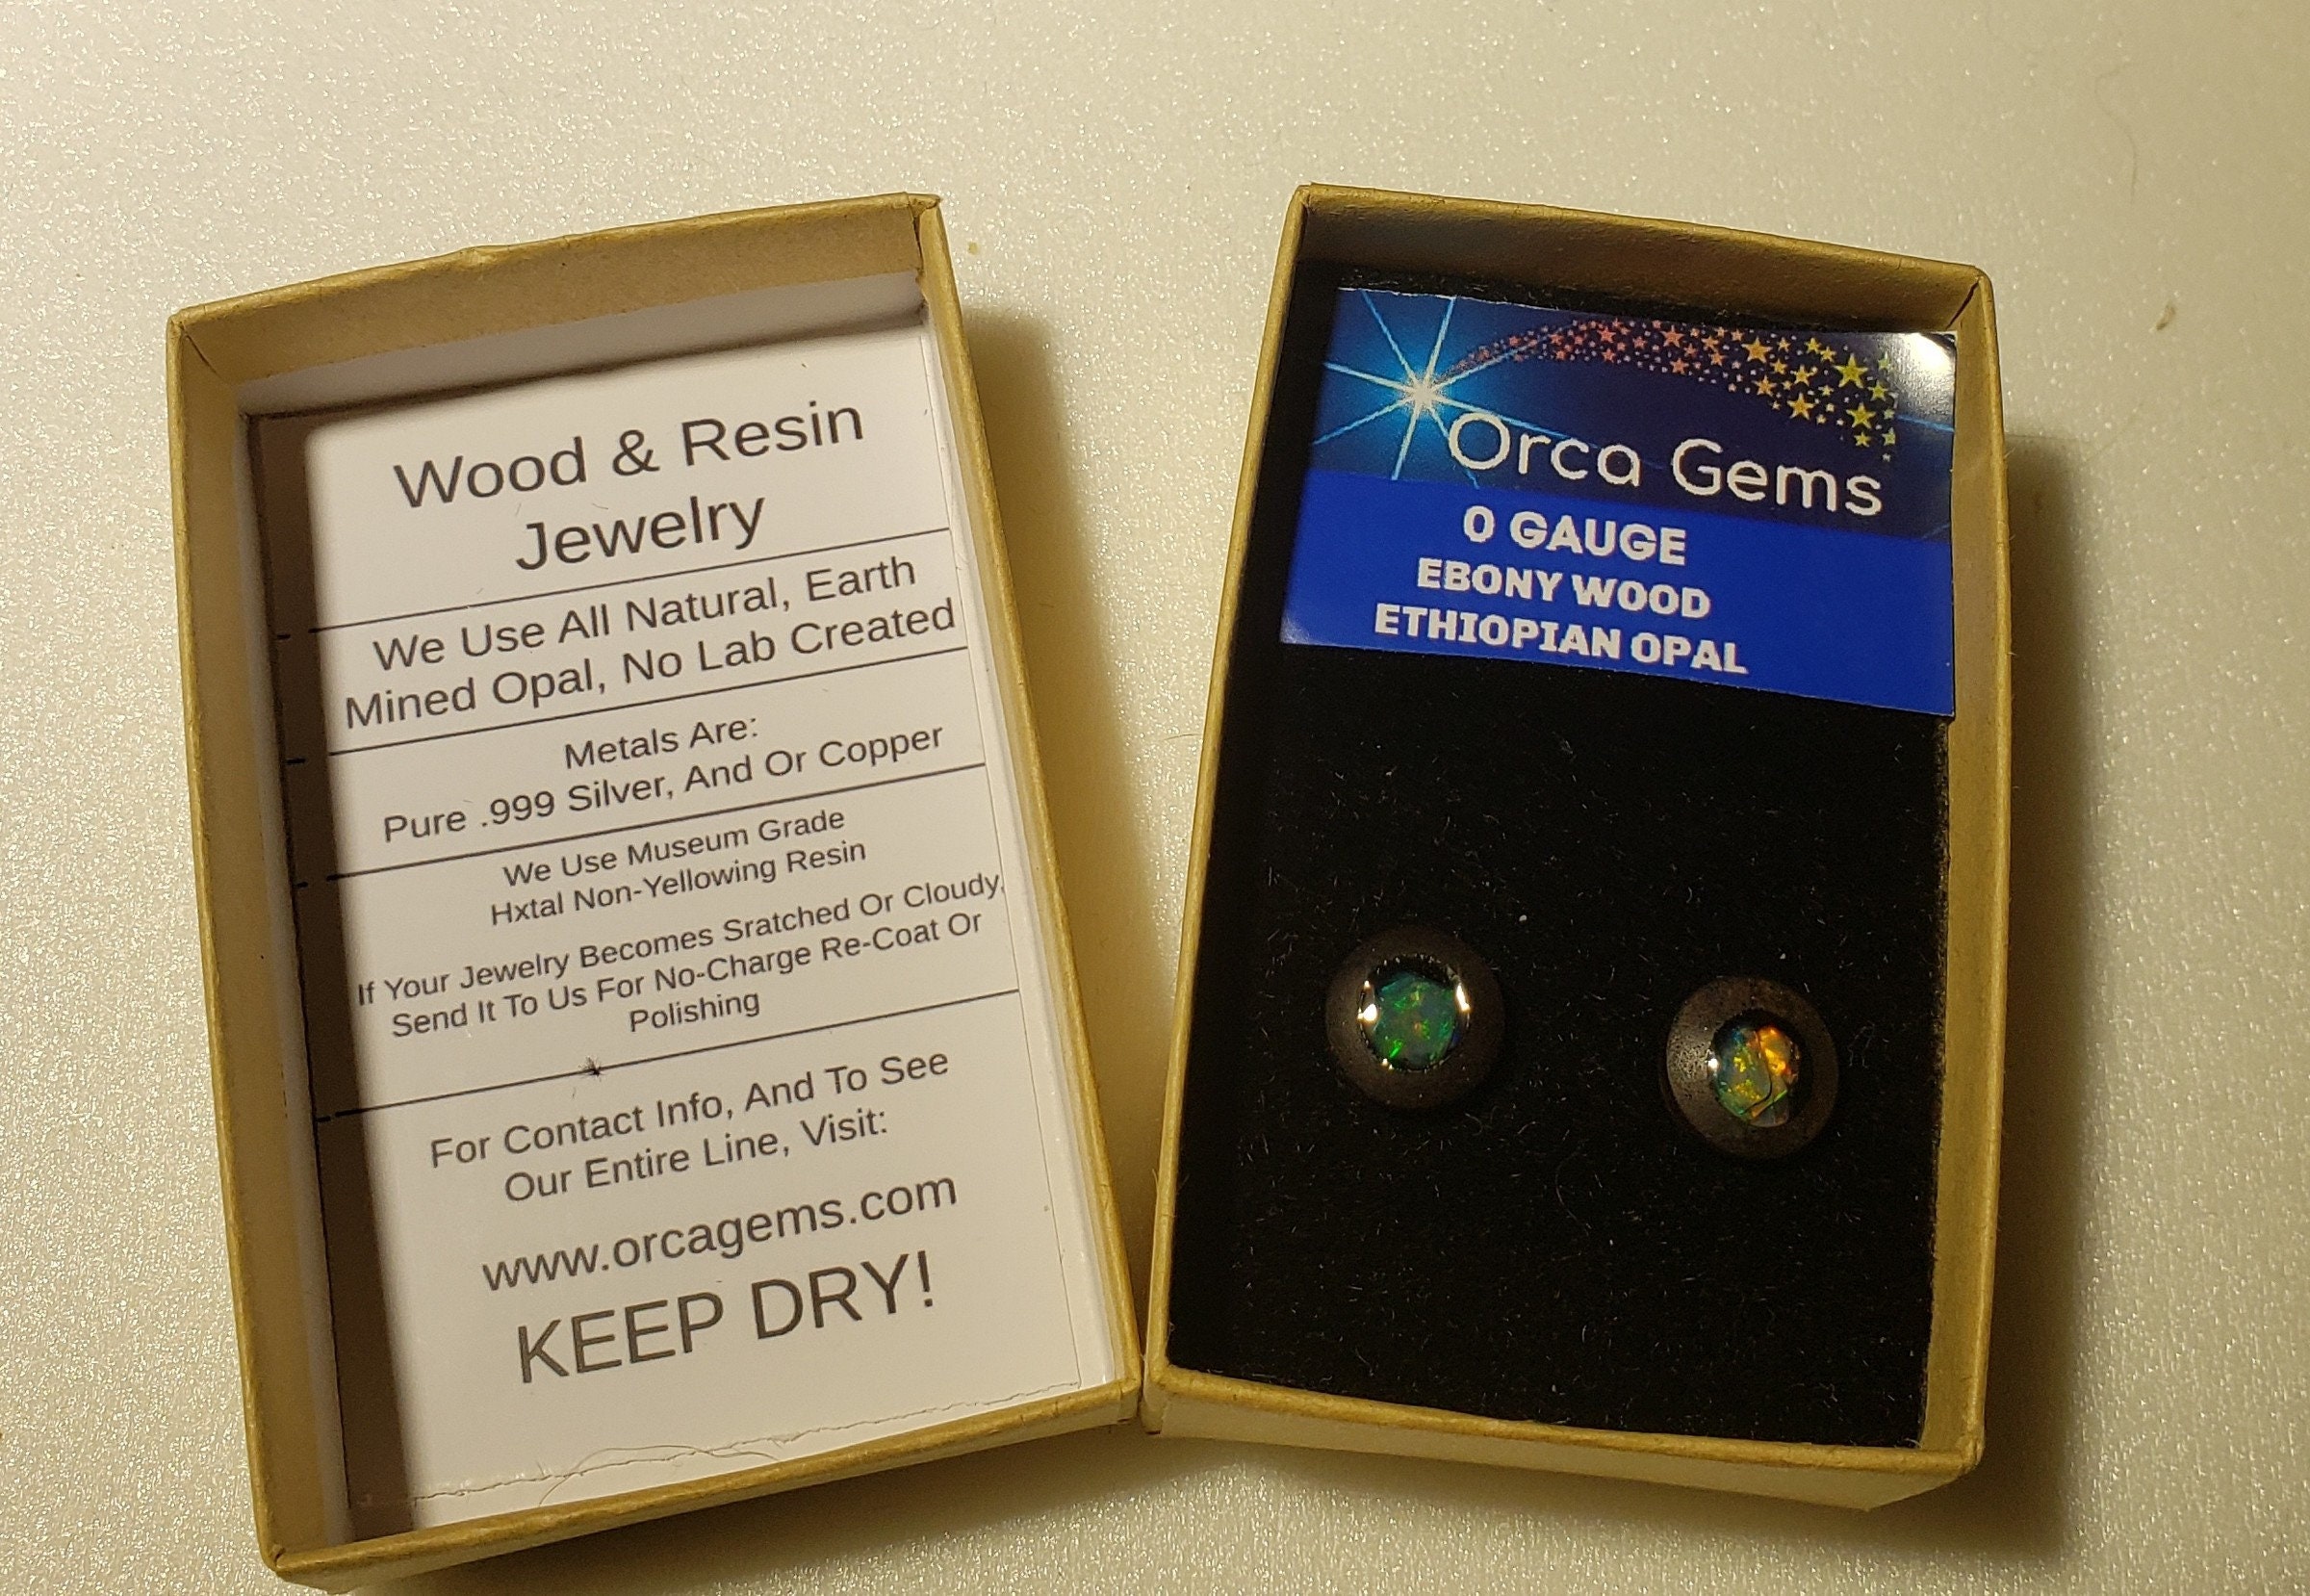 Wood & Resin
Jewelry
We Use All Natural, Earth
Mined Opal, No Lab Created
Metals Are:
Pure .999 Silver, And Or Copper
We Use Museum Grade
Hxtal Non-Yellowing Resin
If Your Jewelry Becomes Sratched Or Cloudy,
Send It To Us For No-Charge Re-Coat Or
Polishing
For Contact Info, And To See
Our Entire Line, Visit:
www.orcagems.com
KEEP DRY!
Orca Gems
0 GAUGE
EBONY WOOD
ETHIOPIAN OPAL